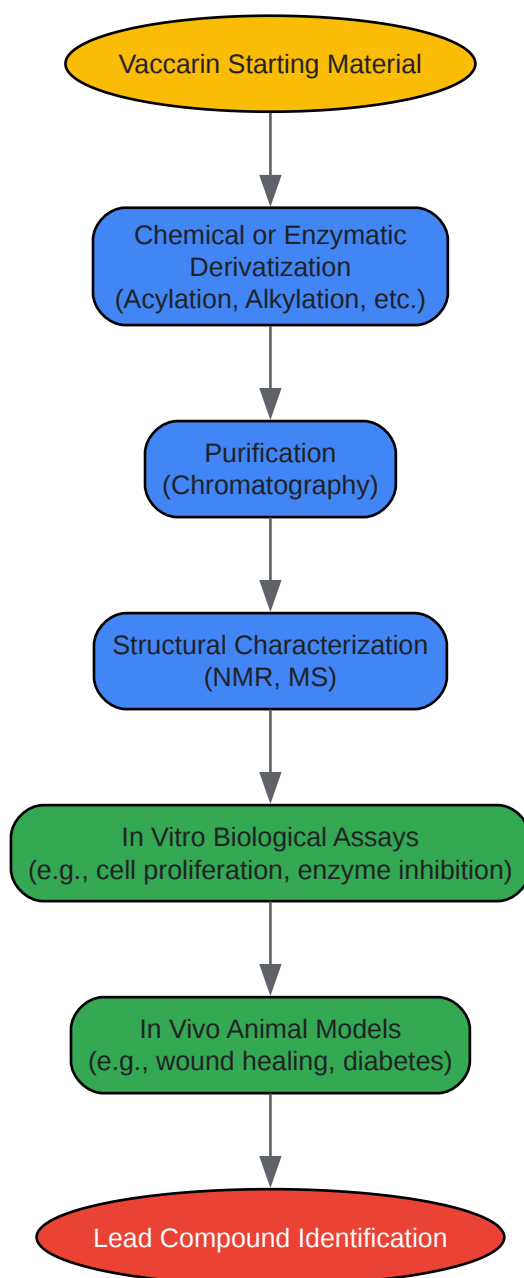 Vaccarin Starting Material
Chemical or Enzymatic
Derivatization
(Acylation, Alkylation, etc.)
Purification
(Chromatography)
Structural Characterization
(NMR, MS)
In Vitro Biological Assays
(e.g., cell proliferation, enzyme inhibition)
In Vivo Animal Models
(e.g., wound healing, diabetes)
Lead Compound Identification